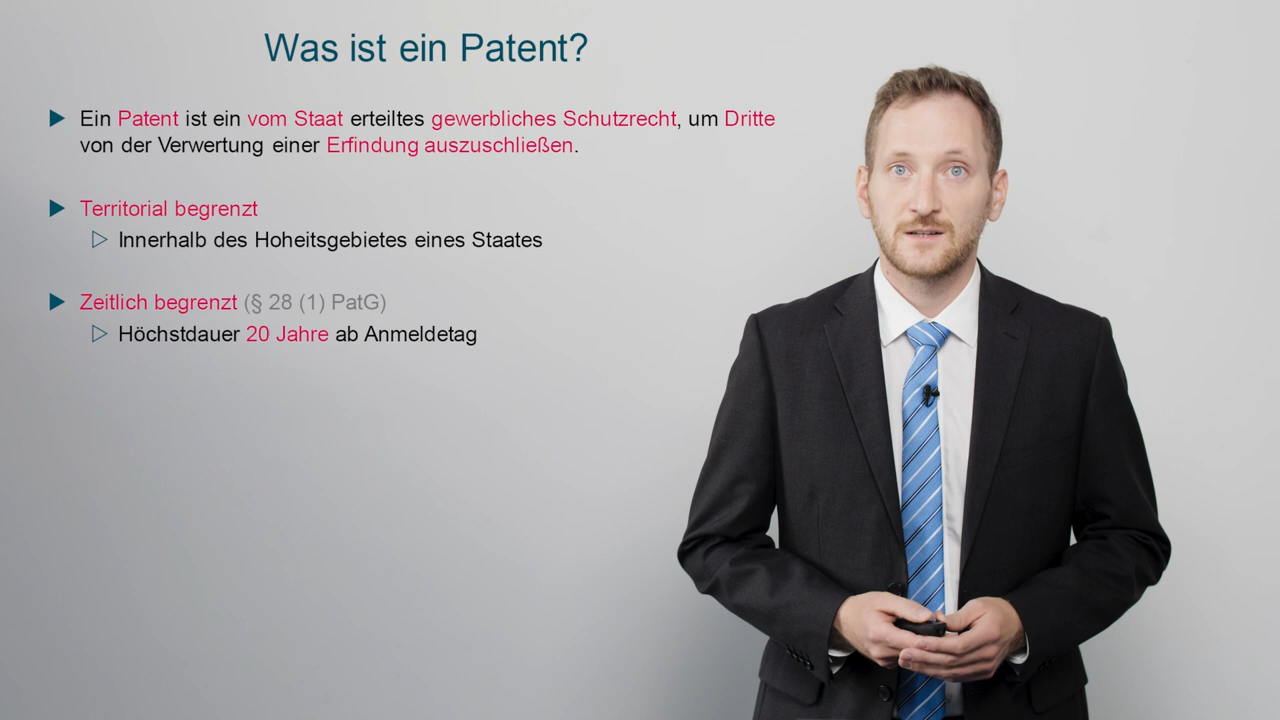 Was ist ein Patent?
Ein Patent ist ein vom Staat erteiltes gewerbliches Schutzrecht, um Dritte
von der Verwertung einer Erfindung auszuschließen.
Territorial begrenzt
Innerhalb des Hoheitsgebietes eines Staates
Zeitlich begrenzt (§ 28 (1) PatG)
Höchstdauer 20 Jahre ab Anmeldetag